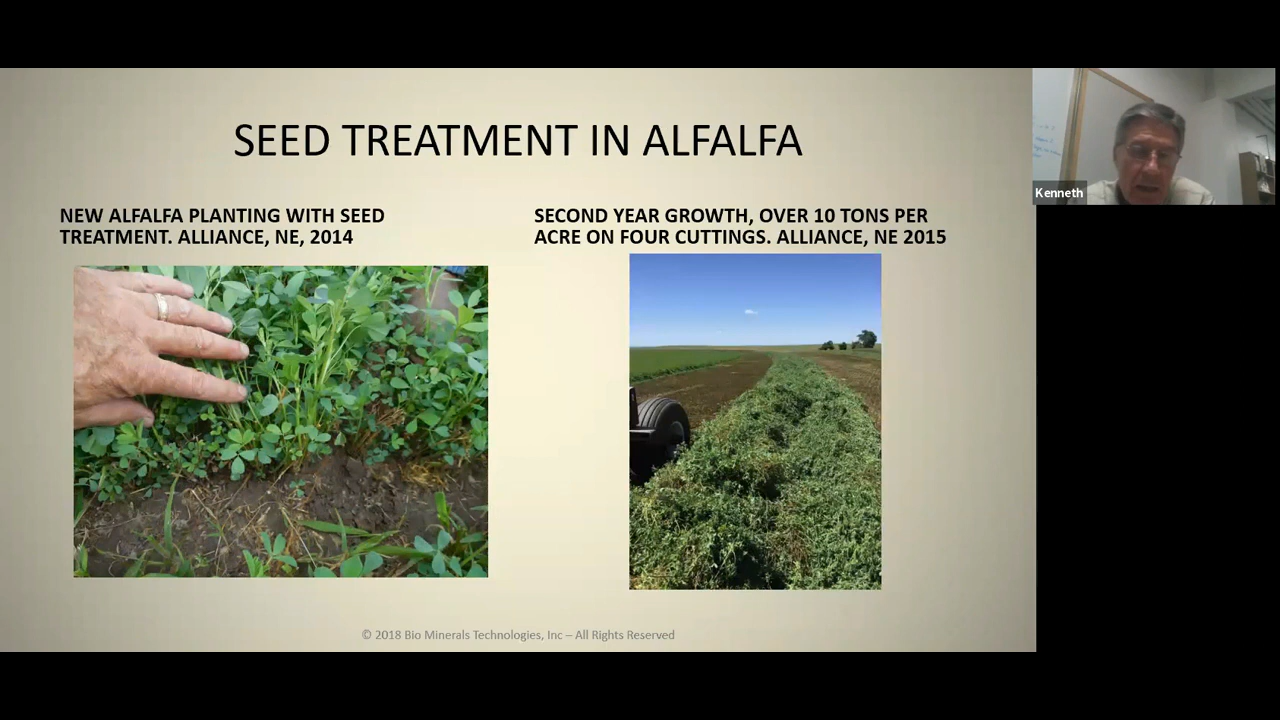 SEED TREATMENT IN ALFALFA
NEW ALFALFA PLANTING WITH SEED
TREATMENT. ALLIANCE, NE, 2014
SECOND YEAR GROWTH, OVER 10 TONS PER
ACRE ON FOUR CUTTINGS. ALLIANCE, NE 2015
© 2018 Bio Minerals Technologies, Inc – All Rights Reserved
Kenneth